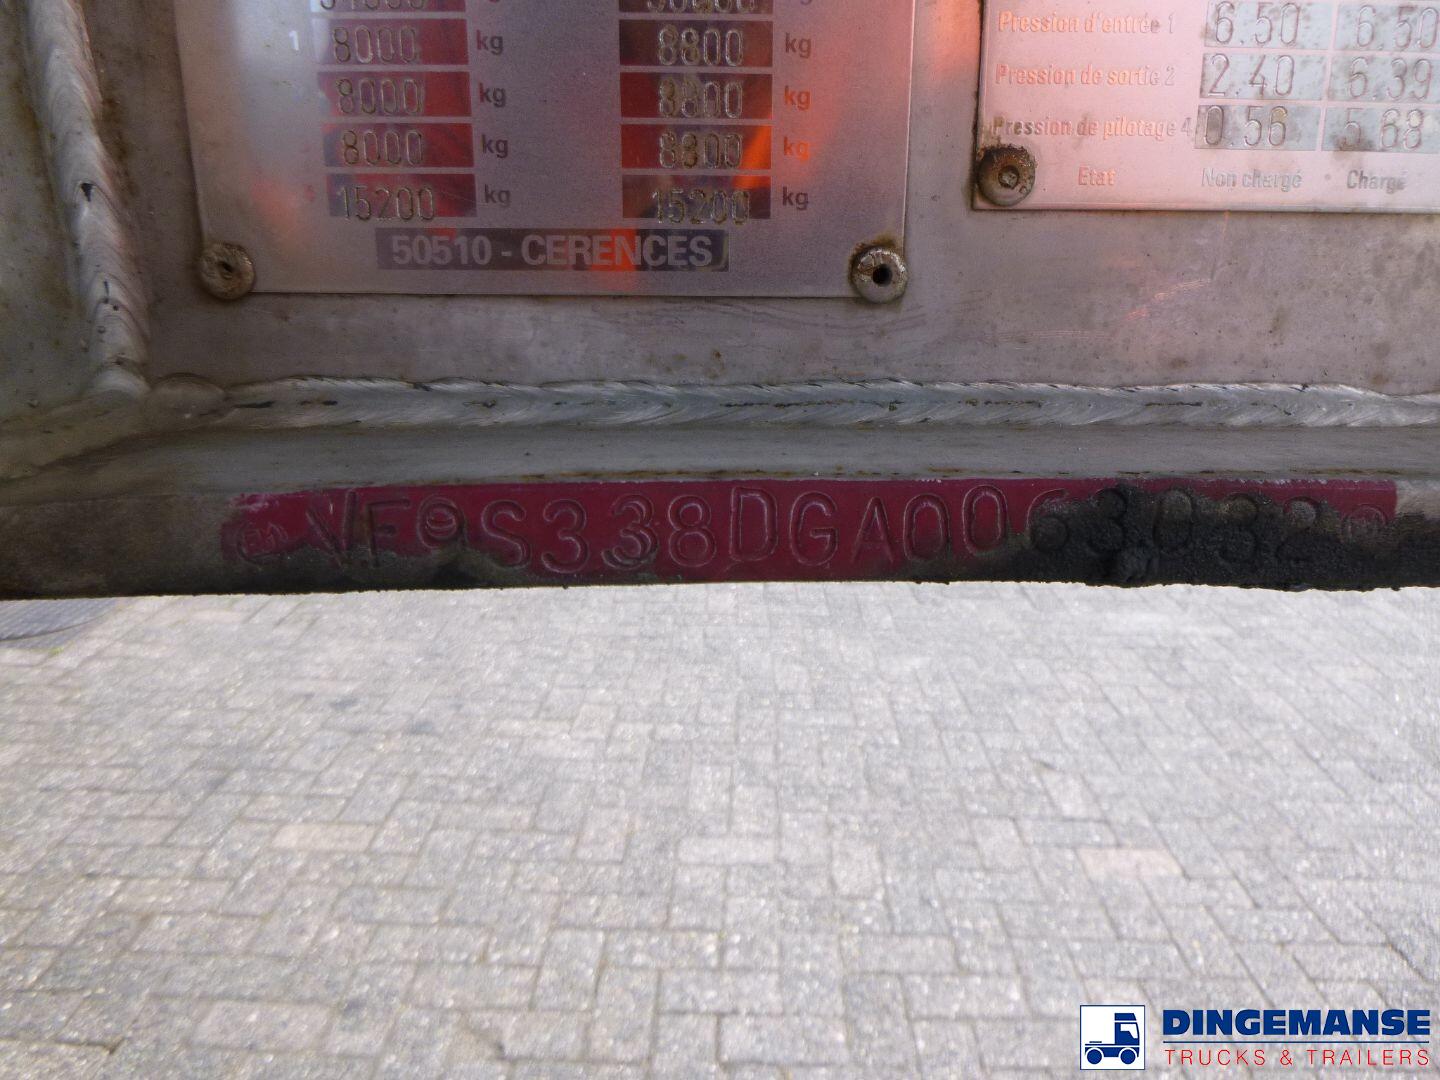 1 8000 kg 8800 kg
8000 kg 8800 kg
8000 kg 8800 kg
15200 kg 15200 kg
50510 - CERENCES
Pression d'entrée 1 6.50 6.50
Pression de sortie 2 2.40 6.39
Pression de pilotage 4 0.56 5.68
Etat Non chargé Chargé
VF9S338DGA0063032
DINGEMANSE
TRUCKS & TRAILERS